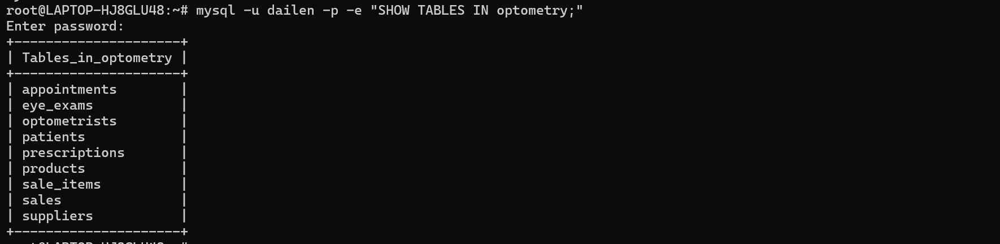 root@LAPTOP-HJ8GLU48:~# mysql -u dailen -p -e "SHOW TABLES IN optometry;"
Enter password:
+---------------------+
| Tables_in_optometry |
+---------------------+
| appointments        |
| eye_exams           |
| optometrists        |
| patients            |
| prescriptions       |
| products            |
| sale_items          |
| sales               |
| suppliers           |
+---------------------+